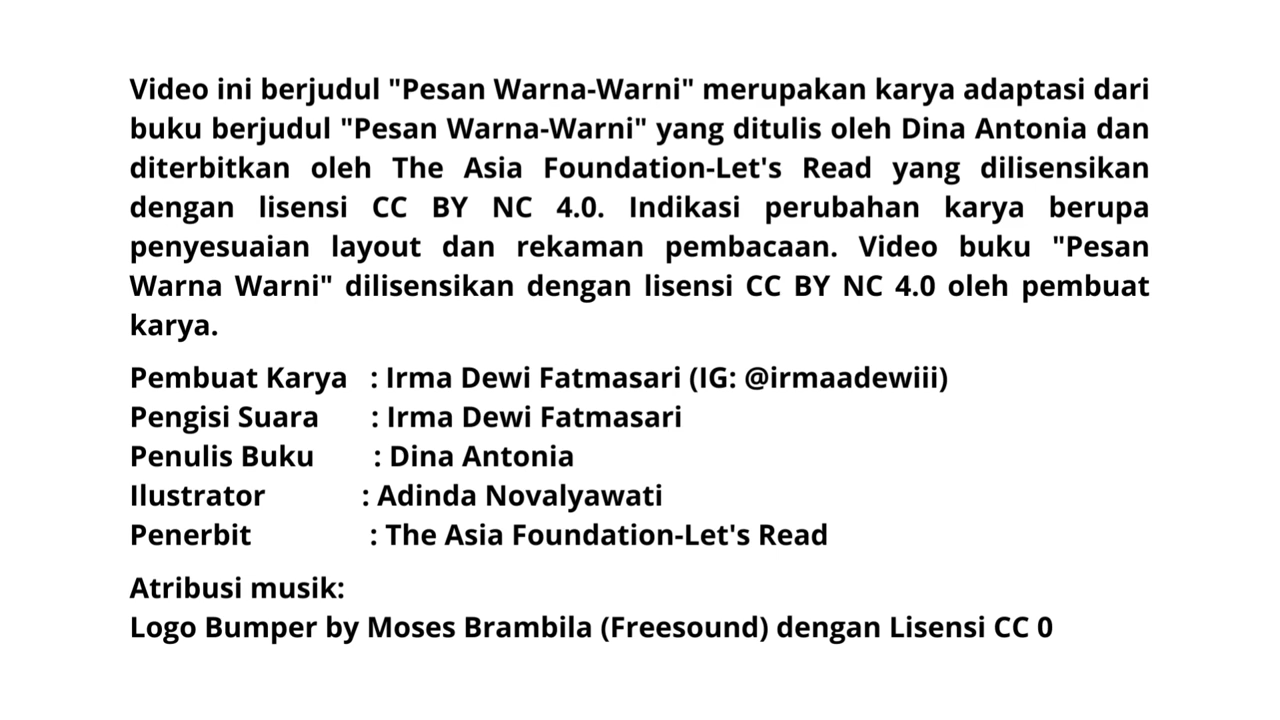 Video ini berjudul "Pesan Warna-Warni" merupakan karya adaptasi dari
buku berjudul "Pesan Warna-Warni" yang ditulis oleh Dina Antonia dan
diterbitkan oleh The Asia Foundation-Let's Read yang dilisensikan
dengan lisensi CC BY NC 4.0. Indikasi perubahan karya berupa
penyesuaian layout dan rekaman pembacaan. Video buku "Pesan
Warna Warni" dilisensikan dengan lisensi CC BY NC 4.0 oleh pembuat
karya.
Pembuat Karya : Irma Dewi Fatmasari (IG: @irmaadewiii)
Pengisi Suara : Irma Dewi Fatmasari
Penulis Buku : Dina Antonia
Ilustrator : Adinda Novalyawati
Penerbit : The Asia Foundation-Let's Read
Atribusi musik:
Logo Bumper by Moses Brambila (Freesound) dengan Lisensi CC 0